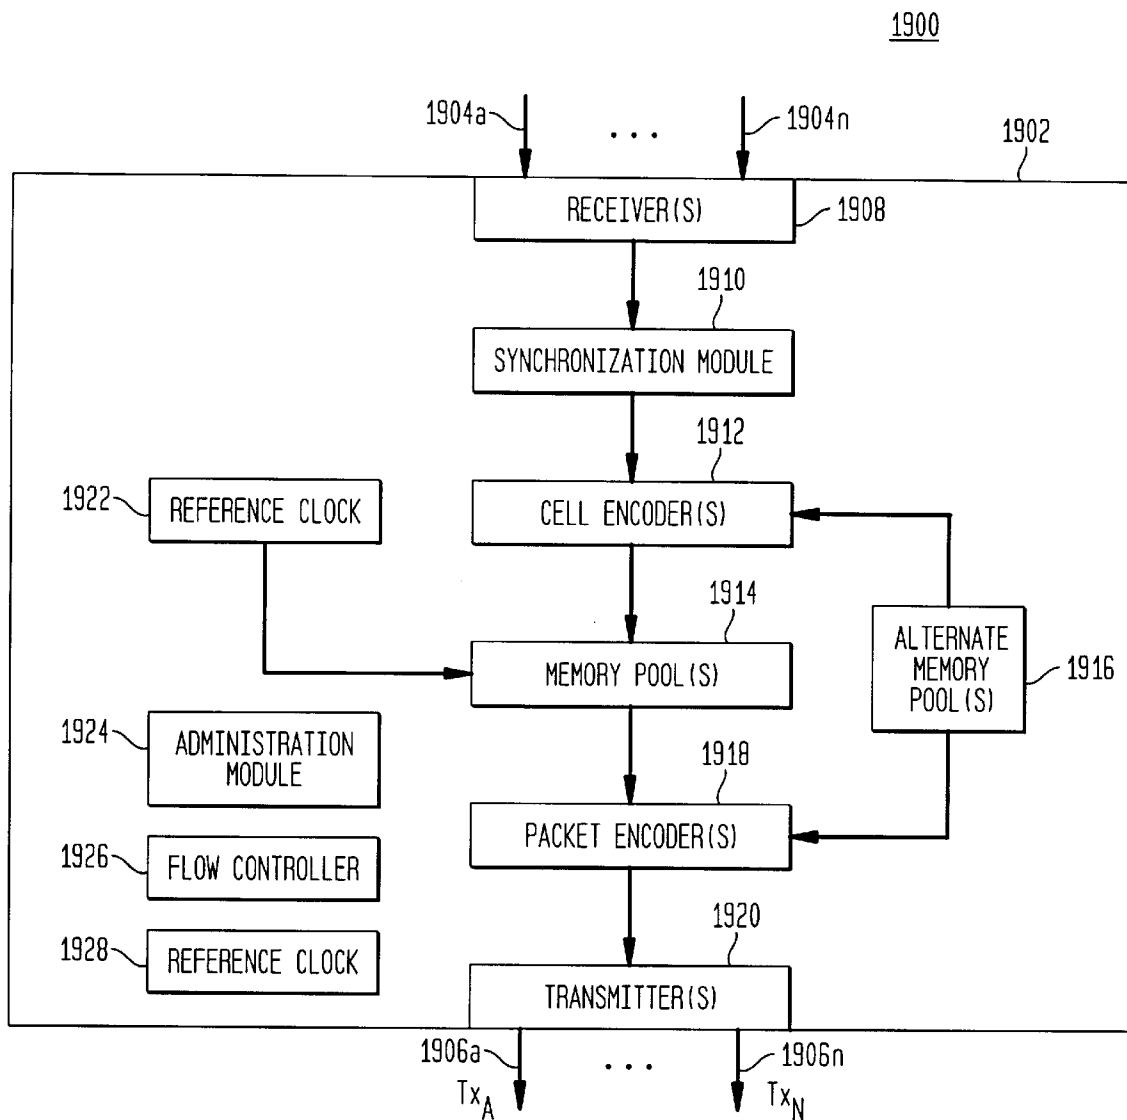 1900
1904a
...
1904n
1902
RECEIVER(S)
1908
1910
SYNCHRONIZATION MODULE
1912
1922
REFERENCE CLOCK
CELL ENCODER(S)
1914
MEMORY POOL(S)
ALTERNATE
MEMORY
POOL(S)
1916
1924
ADMINISTRATION
MODULE
1918
PACKET ENCODER(S)
1926
FLOW CONTROLLER
1920
1928
REFERENCE CLOCK
TRANSMITTER(S)
1906a
...
1906n
TxA
TxN